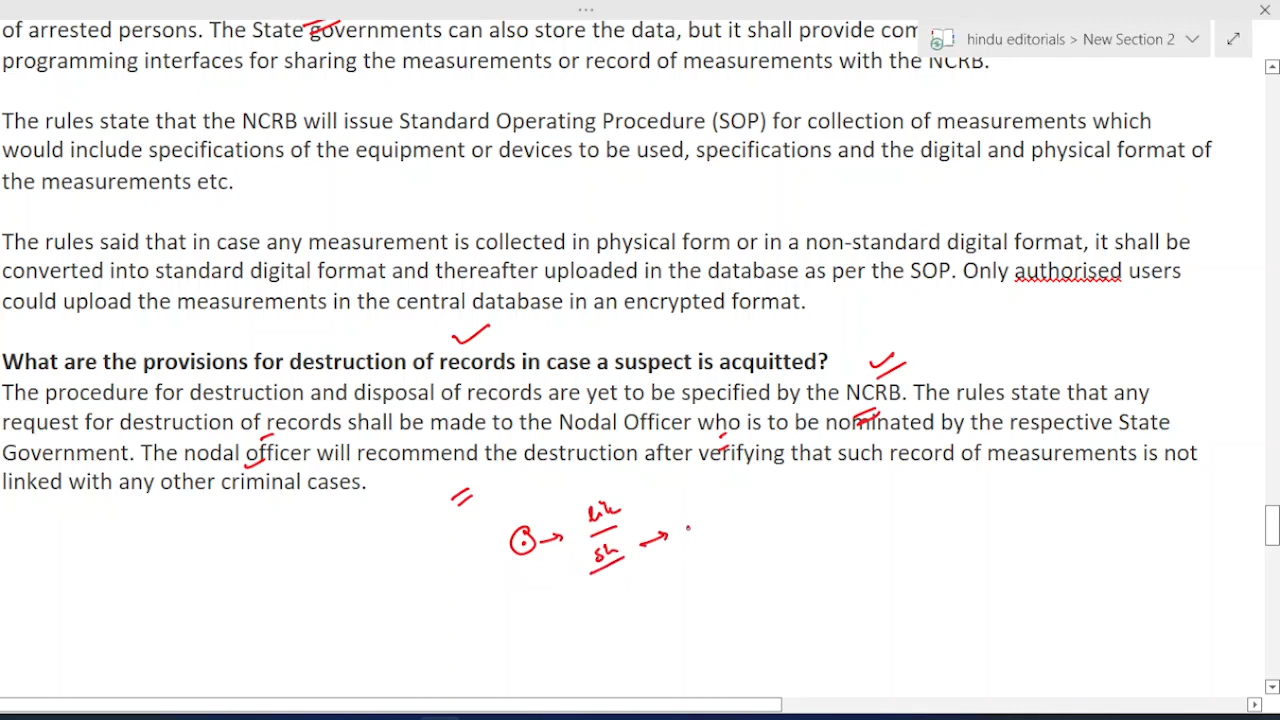 hindu editorials > New Section 2
of arrested persons. The State governments can also store the data, but it shall provide com
programming interfaces for sharing the measurements or record of measurements with the NCRB.
The rules state that the NCRB will issue Standard Operating Procedure (SOP) for collection of measurements which
would include specifications of the equipment or devices to be used, specifications and the digital and physical format of
the measurements etc.
The rules said that in case any measurement is collected in physical form or in a non-standard digital format, it shall be
converted into standard digital format and thereafter uploaded in the database as per the SOP. Only authorised users
could upload the measurements in the central database in an encrypted format.
What are the provisions for destruction of records in case a suspect is acquitted?
The procedure for destruction and disposal of records are yet to be specified by the NCRB. The rules state that any
request for destruction of records shall be made to the Nodal Officer who is to be nominated by the respective State
Government. The nodal officer will recommend the destruction after verifying that such record of measurements is not
linked with any other criminal cases.